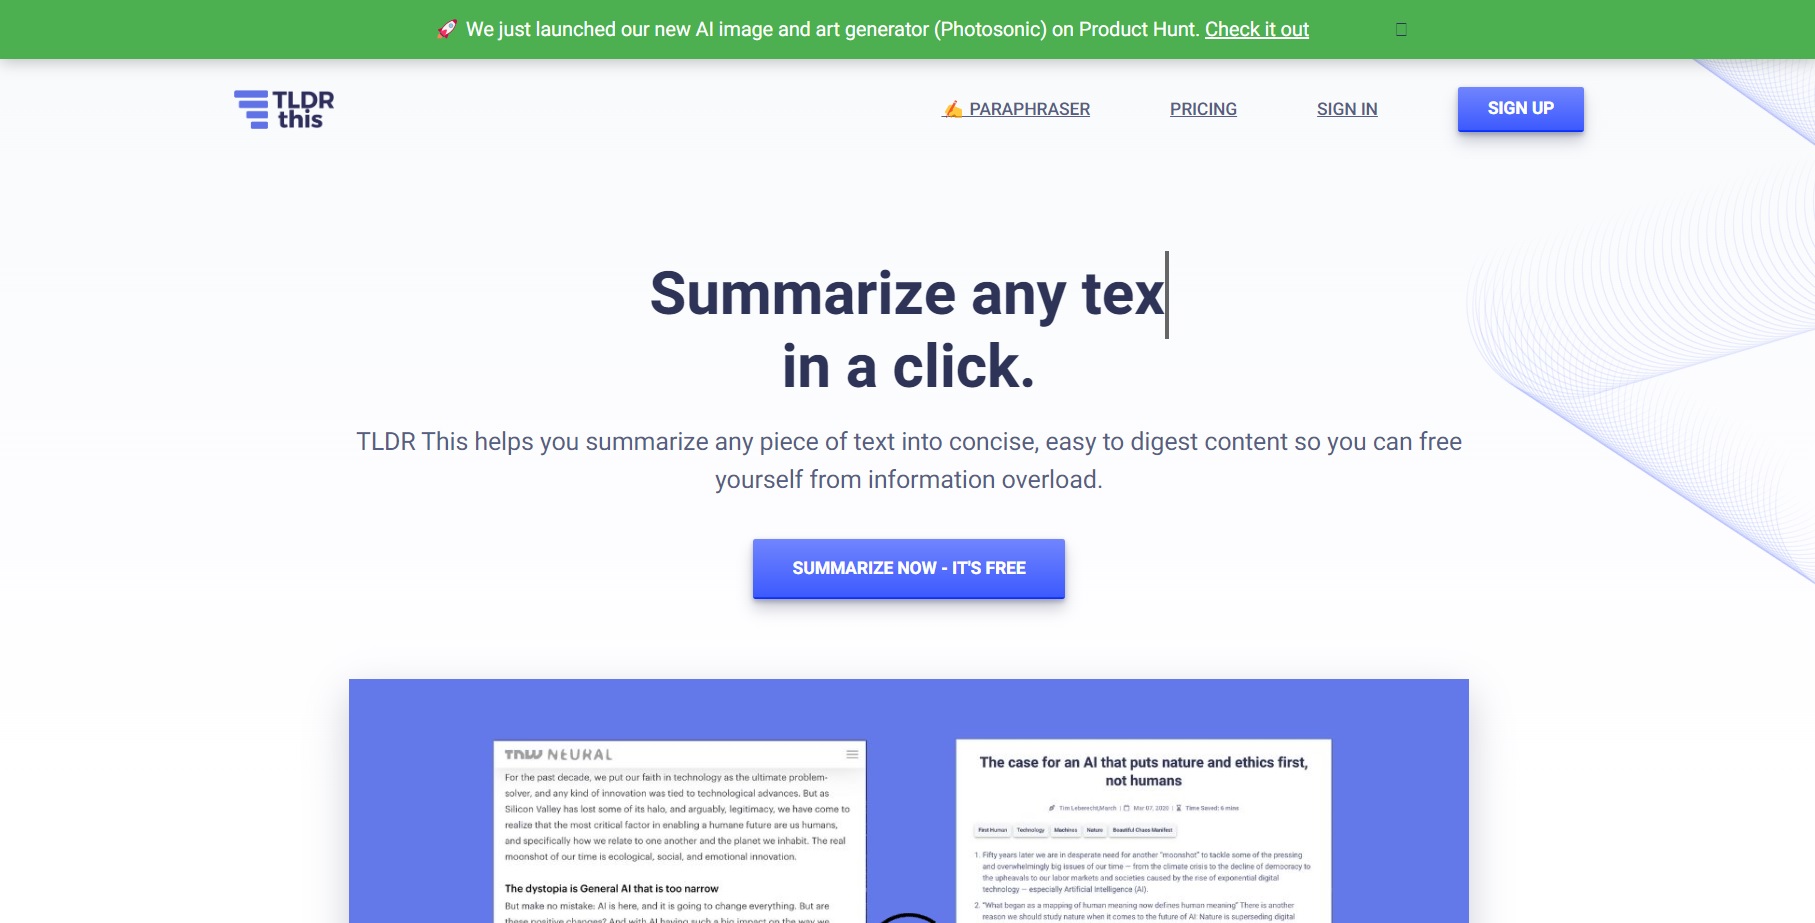 We just launched our new AI image and art generator (Photosonic) on Product Hunt. Check it out
TLDR
this
PARAPHRASER
PRICING
SIGN IN
SIGN UP
Summarize any tex
in a click.
TLDR This helps you summarize any piece of text into concise, easy to digest content so you can free
yourself from information overload.
SUMMARIZE NOW - IT'S FREE
TNW NEURAL
For the past decade, we put our faith in technology as the ultimate problem-
solver, and any kind of innovation was tied to technological advances. But as
Silicon Valley has lost some of its halo, and arguably, legitimacy, we have come to
realize that the most critical factor in enabling a humane future are us humans,
and specifically how we relate to one another and the planet we inhabit. The real
moonshot of our time is ecological, social, and emotional innovation.
The dystopia is General AI that is too narrow
But make no mistake: AI is here, and it is going to change everything. But are
these positive changes? And with AI having such a big impact on the way we
The case for an AI that puts nature and ethics first,
not humans
Tim Leberecht,March | Mar 07, 2020 | Time Saved: 6 mins
First Human
Technology
Machines
Nature
Beautiful Chaos Manifest
1. Fifty years later we are in desperate need for another "moonshot" to tackle some of the pressing
and overwhelmingly big issues of our time — from the climate crisis to the decline of democracy to
the upheavals to our labor markets and societies caused by the rise of exponential digital
technology — especially Artificial Intelligence (AI).
2. "What began as a mapping of human meaning now defines human meaning" There is another
reason we should study nature when it comes to the future of AI: Nature is superseding digital